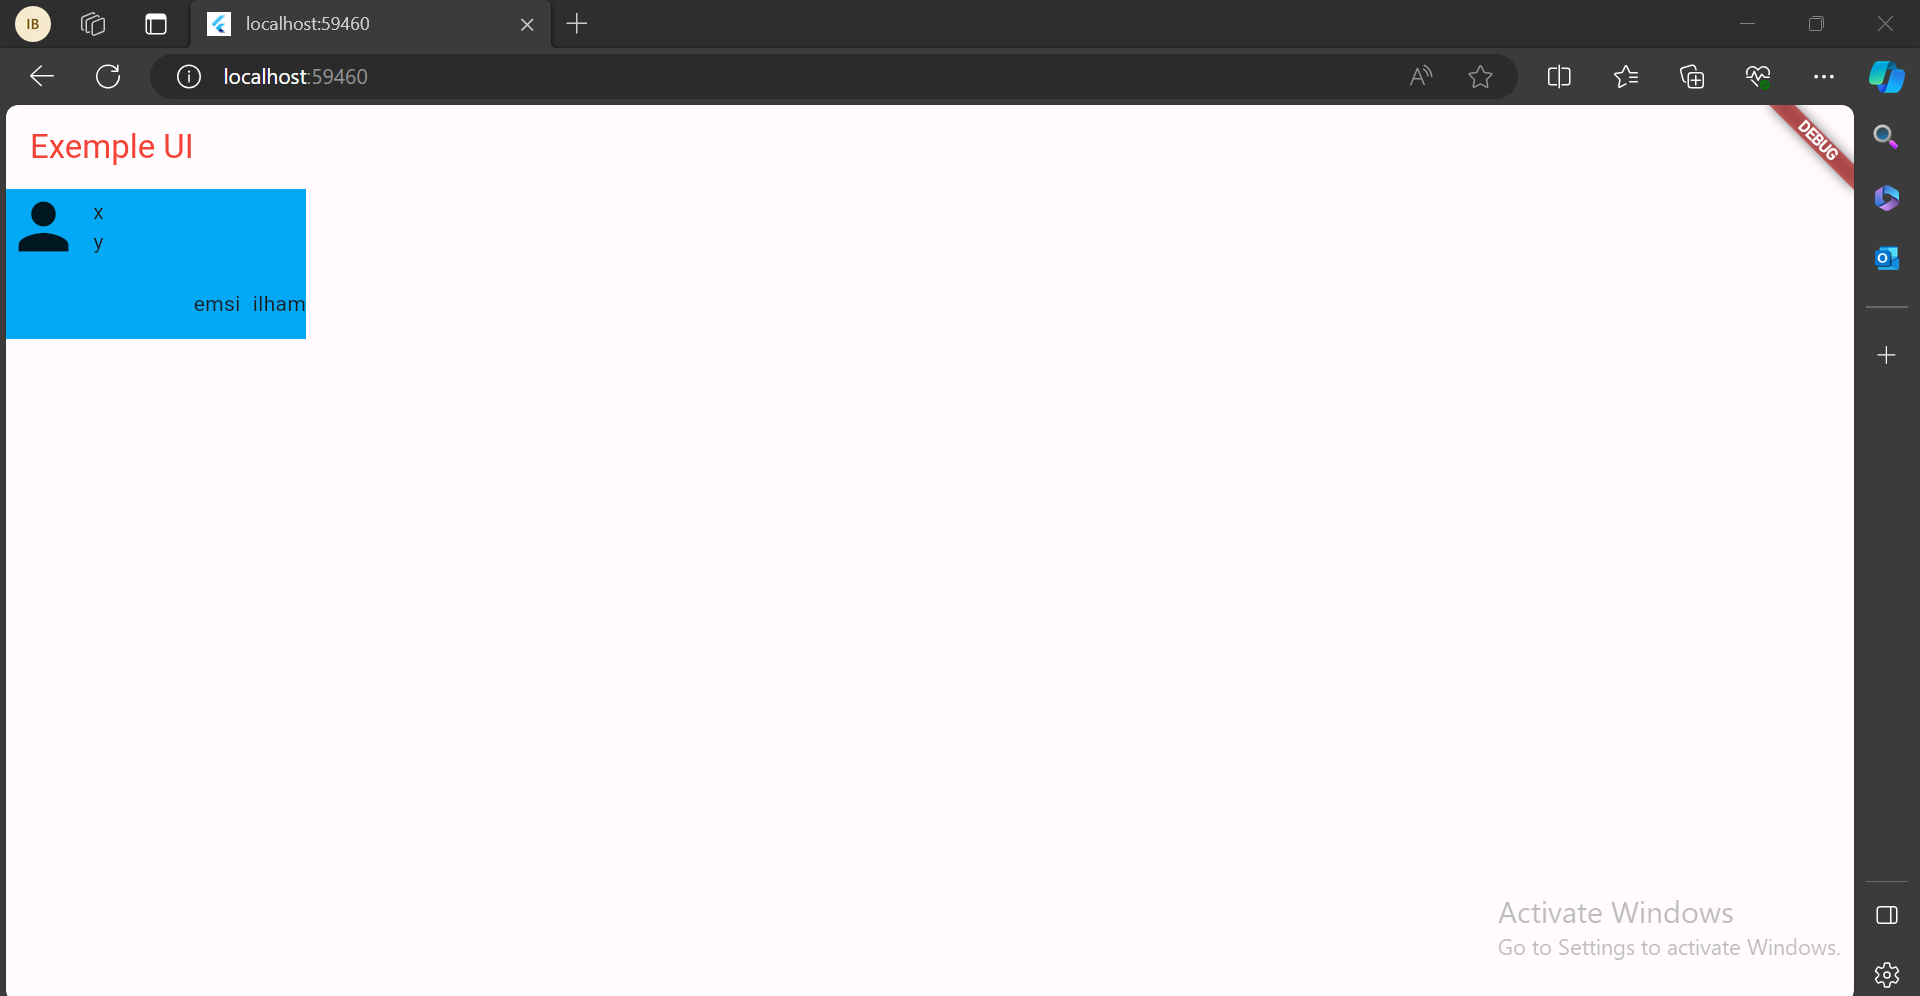 IB
localhost:59460
localhost:59460
Exemple UI
DEBUG
x
y
emsi ilham
Activate Windows
Go to Settings to activate Windows.